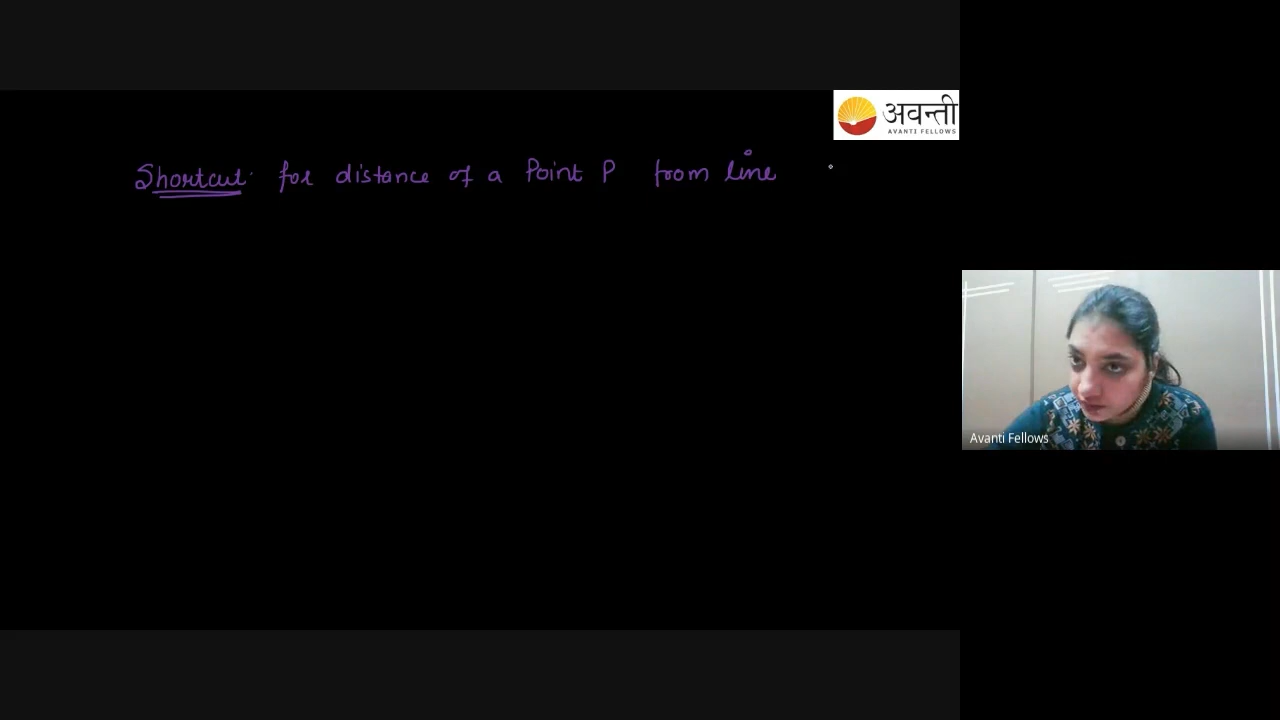 अवन्ती
AVANTI FELLOWS
Shortcut for distance of a Point P from line
Avanti Fellows